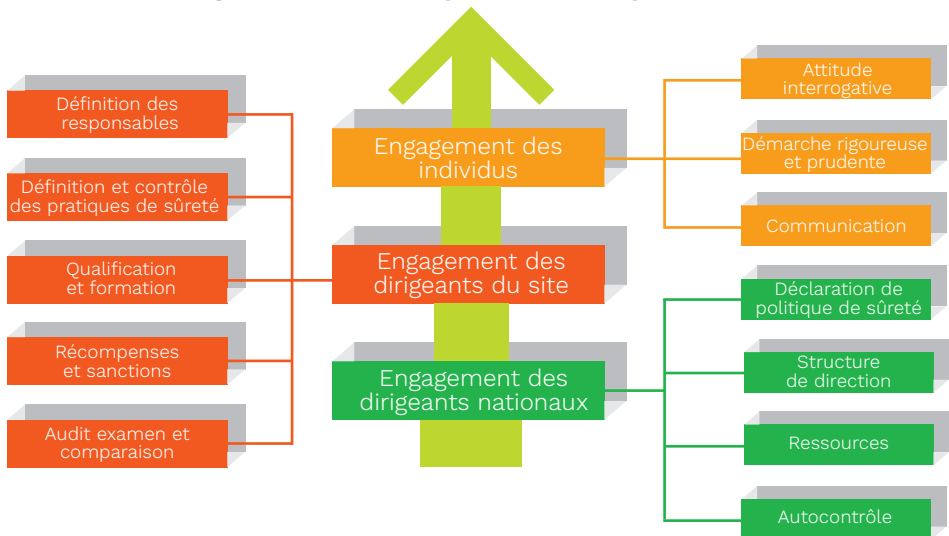 Définition des
responsables
Définition et contrôle
des pratiques de sûreté
Qualification
et formation
Récompenses
et sanctions
Audit examen et
comparaison
Engagement des
individus
Engagement des
dirigeants du site
Engagement des
dirigeants nationaux
Attitude
interrogative
Démarche rigoureuse
et prudente
Communication
Déclaration de
politique de sûreté
Structure
de direction
Ressources
Autocontrôle